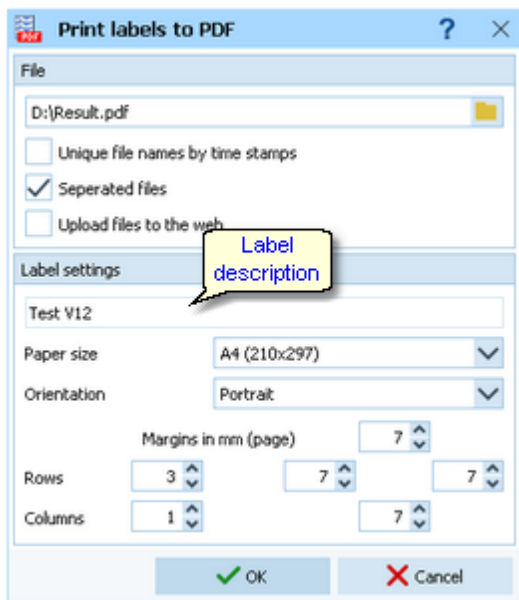 PDF
Print labels to PDF ?
File
D:\Result.pdf
Unique file names by time stamps
Seperated files
Upload files to the web
Label
description
Label settings
Test V12
Paper size A4 (210x297)
Orientation Portrait
Margins in mm (page) 7
Rows 3 7 7
Columns 1 7
OK Cancel